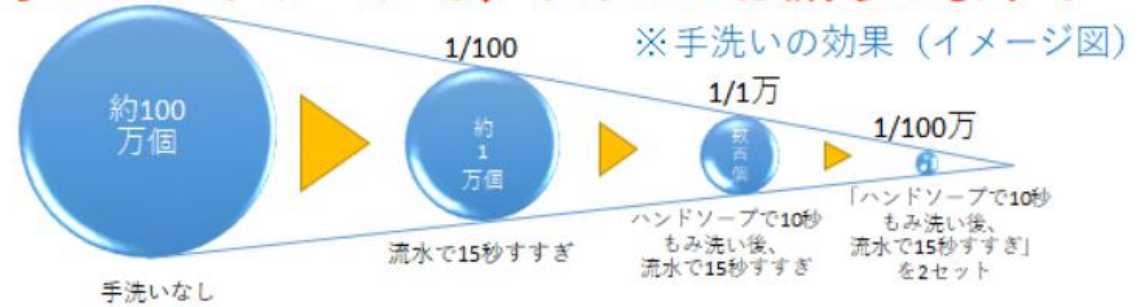 ※手洗いの効果（イメージ図）
約100
万個
手洗いなし
1/100
約
1
万個
流水で15秒すすぎ
1/1万
数
百
個
ハンドソープで10秒
もみ洗い後、
流水で15秒すすぎ
1/100万
「ハンドソープで10秒
もみ洗い後、
流水で15秒すすぎ」
を2セット